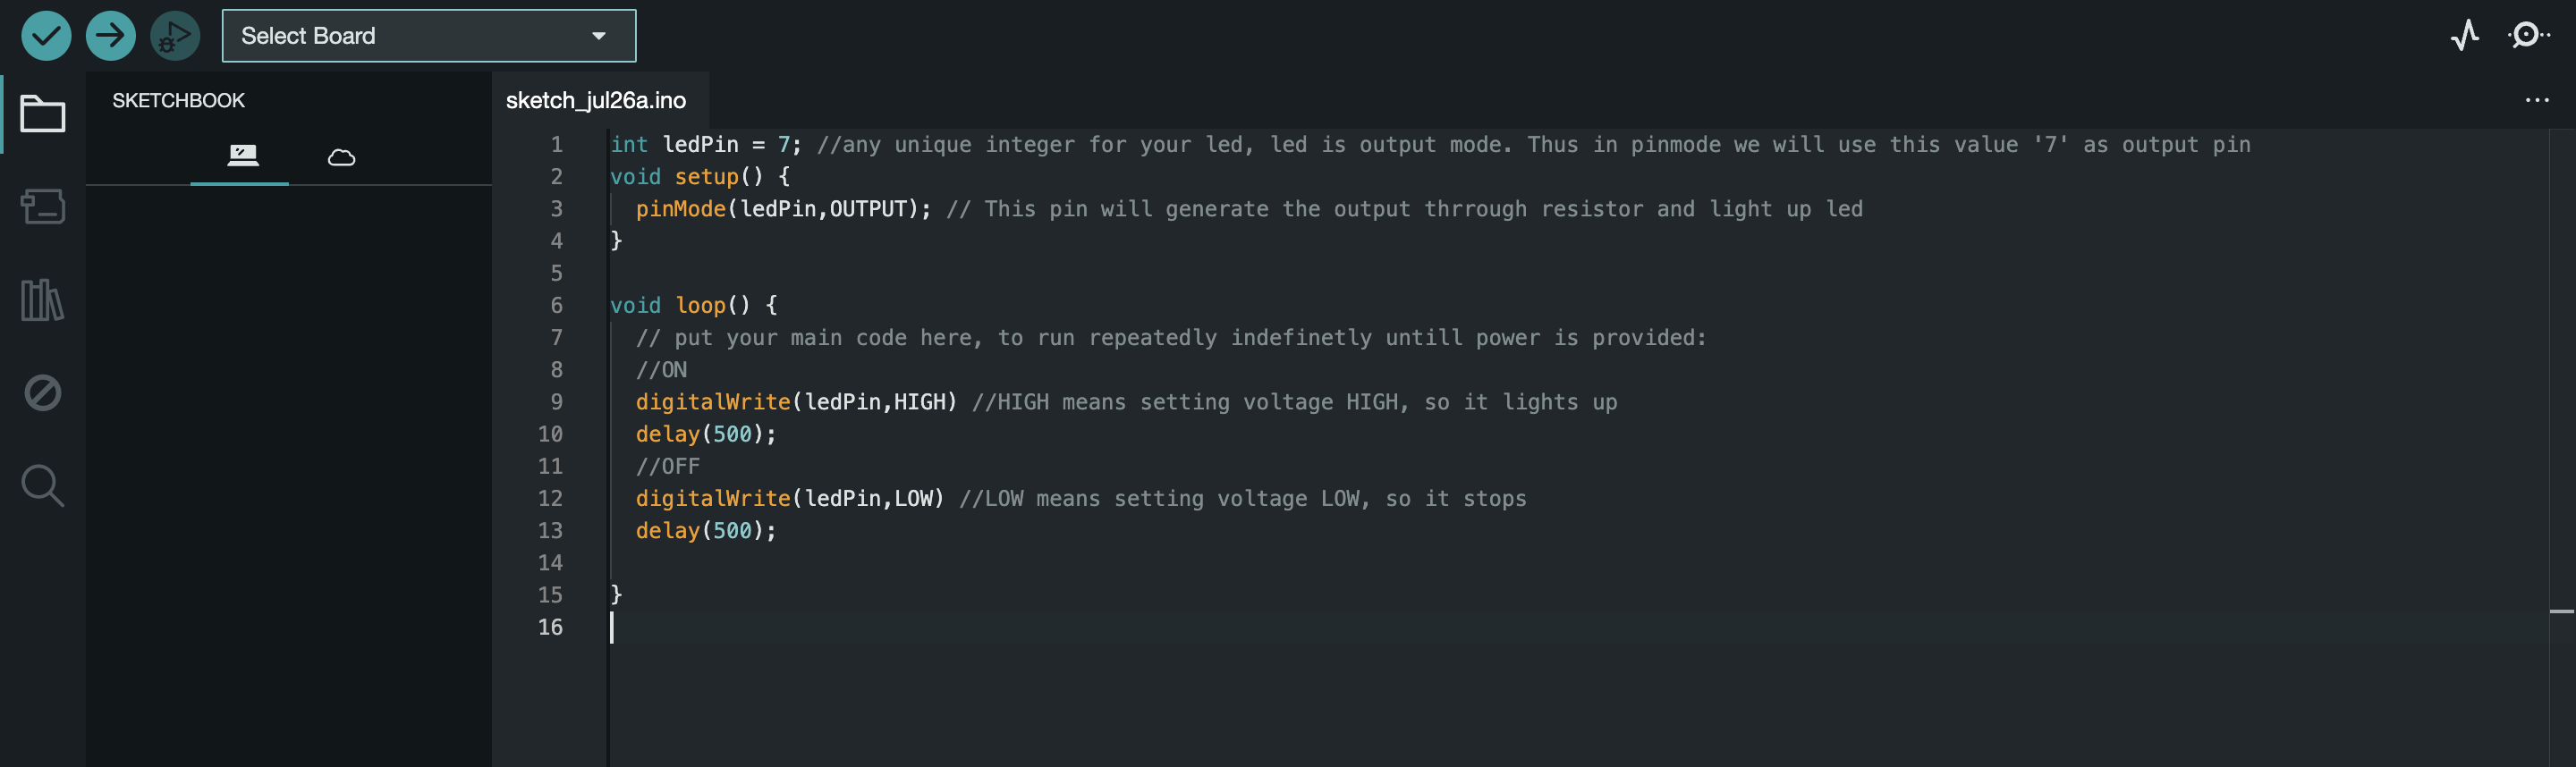 Select Board
SKETCHBOOK
sketch_jul26a.ino
1 int ledPin = 7; //any unique integer for your led, led is output mode. Thus in pinmode we will use this value '7' as output pin
2 void setup() {
3 pinMode(ledPin,OUTPUT); // This pin will generate the output thrrough resistor and light up led
4 }
5
6 void loop() {
7 // put your main code here, to run repeatedly indefinetly untill power is provided:
8 //ON
9 digitalWrite(ledPin,HIGH) //HIGH means setting voltage HIGH, so it lights up
10 delay(500);
11 //OFF
12 digitalWrite(ledPin,LOW) //LOW means setting voltage LOW, so it stops
13 delay(500);
14
15 }
16